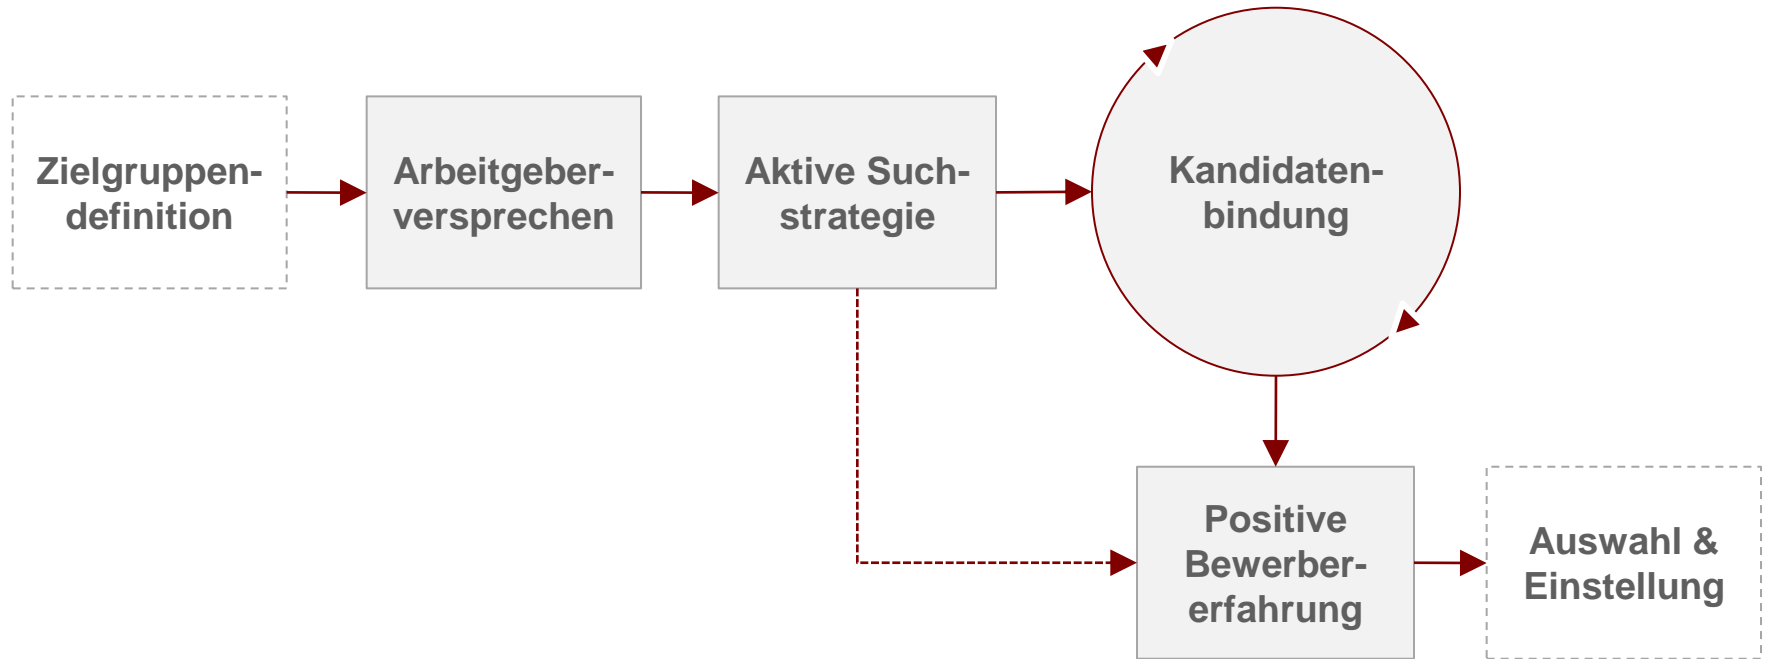 Zielgruppen-
definition
Arbeitgeber-
versprechen
Aktive Such-
strategie
Kandidaten-
bindung
Positive
Bewerber-
erfahrung
Auswahl &
Einstellung